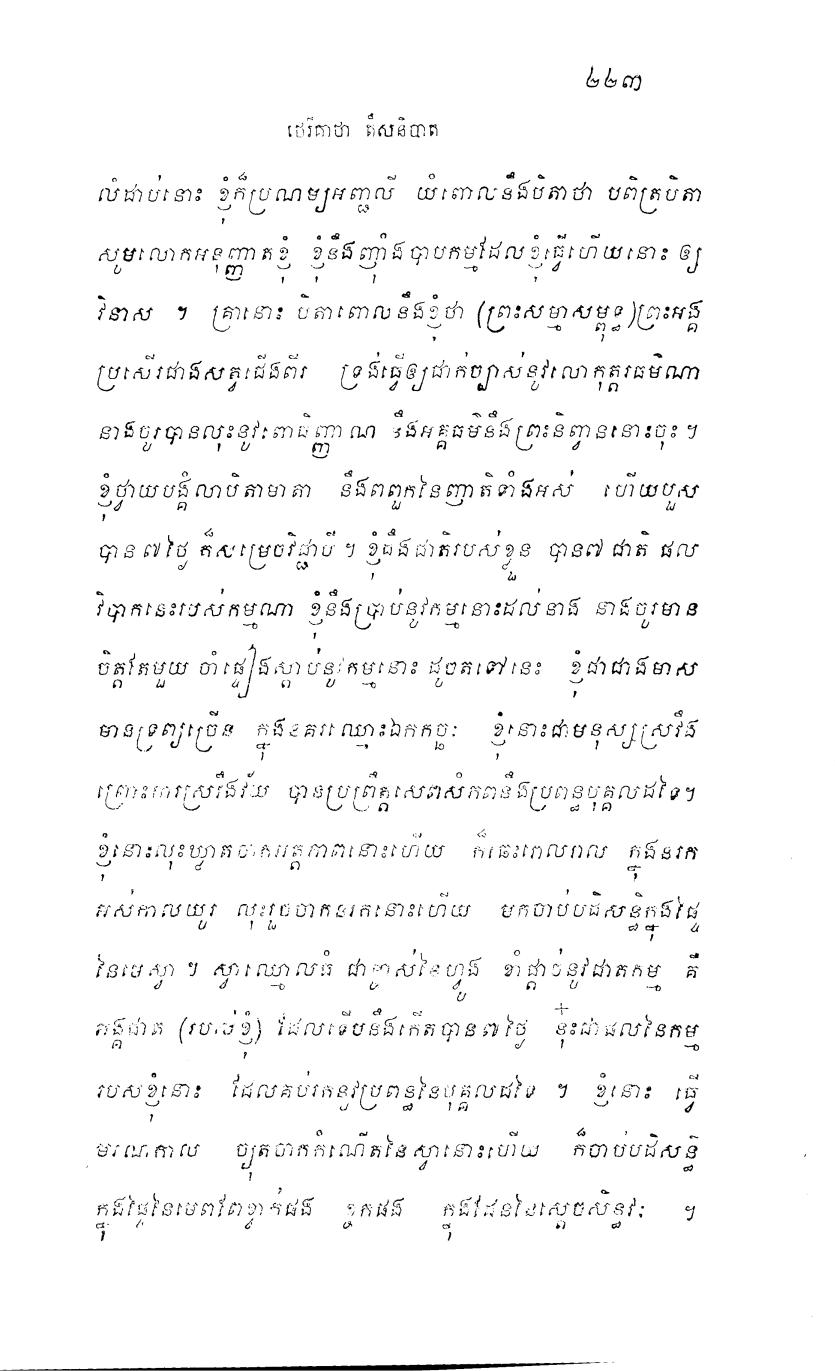 ២២៣
ថេរីគាថា តឹសនិបាត
លំដាប់នោះ ខ្ញុំក៏ប្រណម្យអញ្ជលី យំពោលនឹងបិតាថា បពិត្របិតា
សូមលោកអនុញ្ញាតខ្ញុំ ខ្ញុំនឹងញ៉ាំងបាបកម្មដែលខ្ញុំធ្វើហើយនោះ ឲ្យ
វិនាស ។ គ្រានោះ បិតាពោលនឹងខ្ញុំថា (ព្រះសម្មាសម្ពុទ្ធ) ព្រះអង្គ
ប្រសើរជាងសត្វជើងពីរ ទ្រង់ធ្វើឲ្យជាក់ច្បាស់នូវលោកុត្តរធម៌ណា
នាងចូរបានលុះនូវពោធិញ្ញាណ នឹងអគ្គធម៌នឹងព្រះនិព្វាននោះចុះ ។
ខ្ញុំថ្វាយបង្គំលាបិតាមាតា នឹងពពួកនៃញាតិទាំងអស់ ហើយបួស
បាន ៧ ថ្ងៃ ក៏សម្រេចវិជ្ជាបី ។ ខ្ញុំដឹងជាតិរបស់ខ្លួន បាន ៧ ជាតិ ផល
វិបាកនេះរបស់កម្មណា ខ្ញុំនឹងប្រាប់នូវកម្មនោះដល់នាង នាងចូរមាន
ចិត្តតែមួយ ចាំផ្ទៀងស្តាប់នូវកម្មនោះ ដូចតទៅនេះ ខ្ញុំជាជាងមាស
មានទ្រព្យច្រើន ក្នុងនគរឈ្មោះឯកកច្ឆៈ ខ្ញុំនោះជាមនុស្សស្រវឹង
ព្រោះការស្រវឹងវ័យ បានប្រព្រឹត្តសេពសំភពនឹងប្រពន្ធបុគ្គលដទៃ។
ខ្ញុំនោះលុះឃ្លាតចាកអត្តភាពនោះហើយ ក៏ឆេះពេលពល ក្នុងនរក
អស់កាលយូរ លុះរួចចាកនរកនោះហើយ មកចាប់បដិសន្ធិក្នុងផ្ទៃ
នៃមេស្វា ។ ស្វាឈ្មោលធំ ជាម្ចាស់នៃហ្វូង ខាំផ្តាច់នូវជាតកម្ម គឺ
អង្គជាត (របស់ខ្ញុំ) ដែលទើបនឹងកើតបាន ៧ ថ្ងៃ នុ៎ះជាផលនៃកម្ម
របស់ខ្ញុំនោះ ដែលគប់រកនូវប្រពន្ធនៃបុគ្គលដទៃ ។ ខ្ញុំនោះ ធ្វើ
មរណកាល ច្យុតចាកកំណើតនៃស្វានោះហើយ ក៏ចាប់បដិសន្ធិ
ក្នុងផ្ទៃនៃមេពពែខ្វាក់ផង ខ្ចកផង ក្នុងដែននៃស្តេចសិន្ធវៈ ។